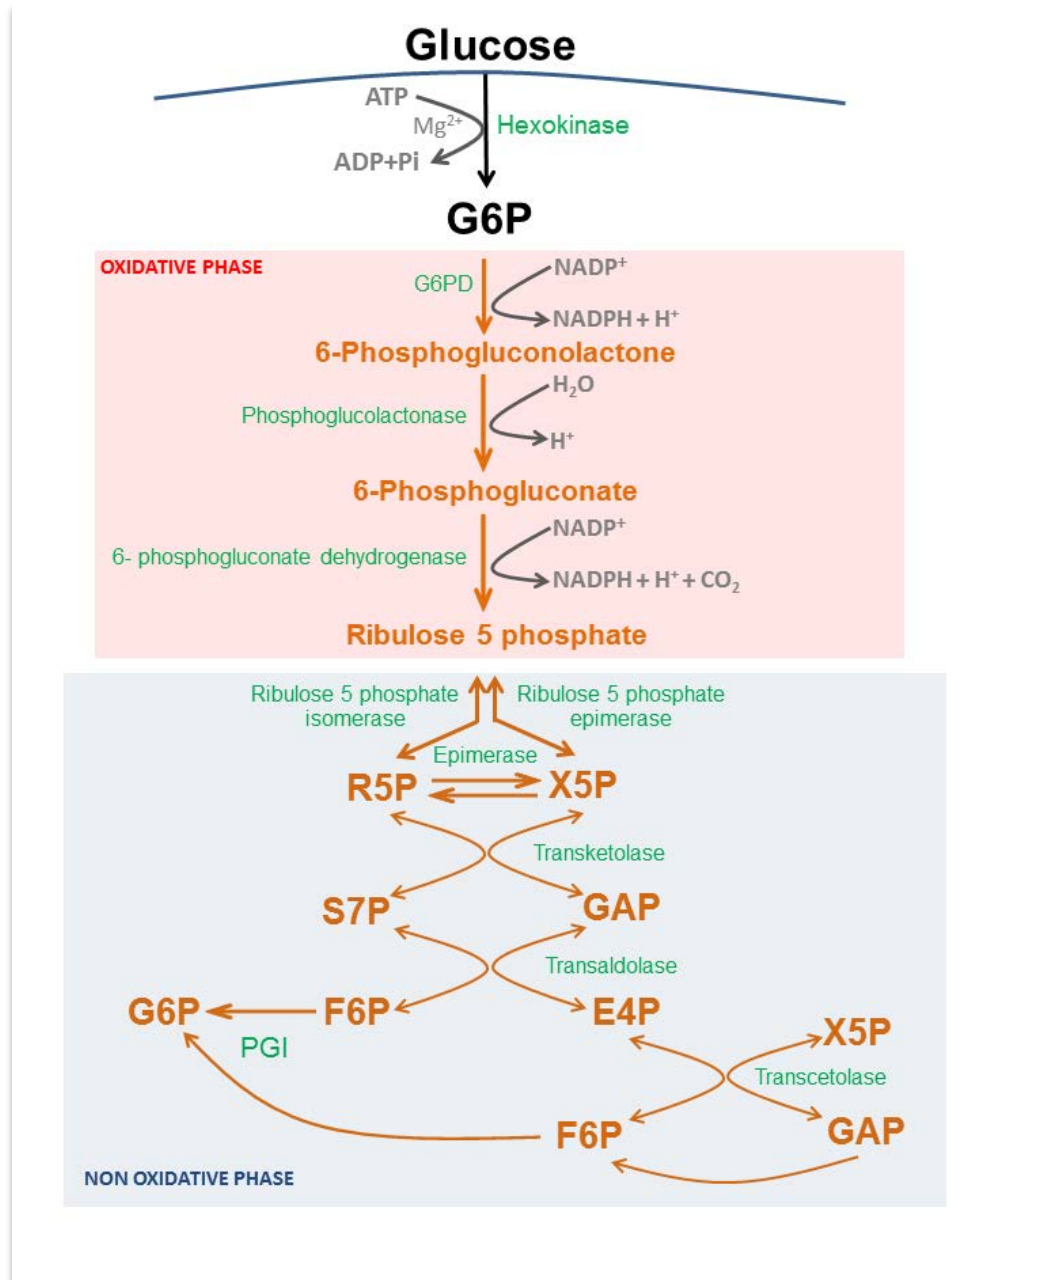 Glucose
ATP
Mg2+
Hexokinase
ADP+Pi
G6P
OXIDATIVE PHASE
NADP+
G6PD
NADPH + H+
6-Phosphogluconolactone
H2O
Phosphoglucolactonase
H+
6-Phosphogluconate
NADP+
6- phosphogluconate dehydrogenase
NADPH + H+ + CO2
Ribulose 5 phosphate
Ribulose 5 phosphate
isomerase
Ribulose 5 phosphate
epimerase
Epimerase
R5P
X5P
Transketolase
S7P
GAP
Transaldolase
G6P
F6P
E4P
PGI
X5P
Transcetolase
F6P
GAP
NON OXIDATIVE PHASE